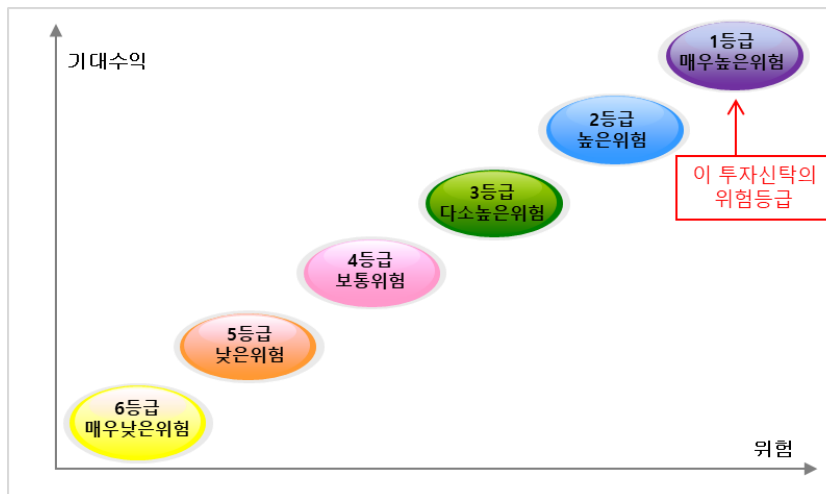 기대수익
1등급
매우높은위험
2등급
높은위험
이 투자신탁의
위험등급
3등급
다소높은위험
4등급
보통위험
5등급
낮은위험
6등급
매우낮은위험
위험